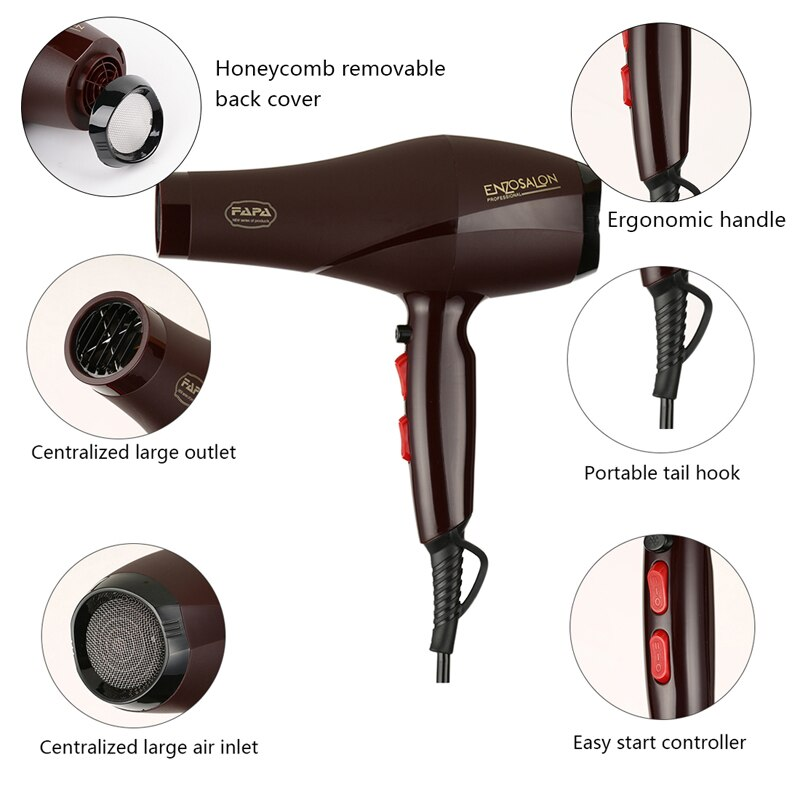 Honeycomb removable
back cover
ENZOSALON
PROFESSIONAL
FAPA
Ergonomic handle
FAPA
Centralized large outlet
Portable tail hook
Centralized large air inlet
Easy start controller